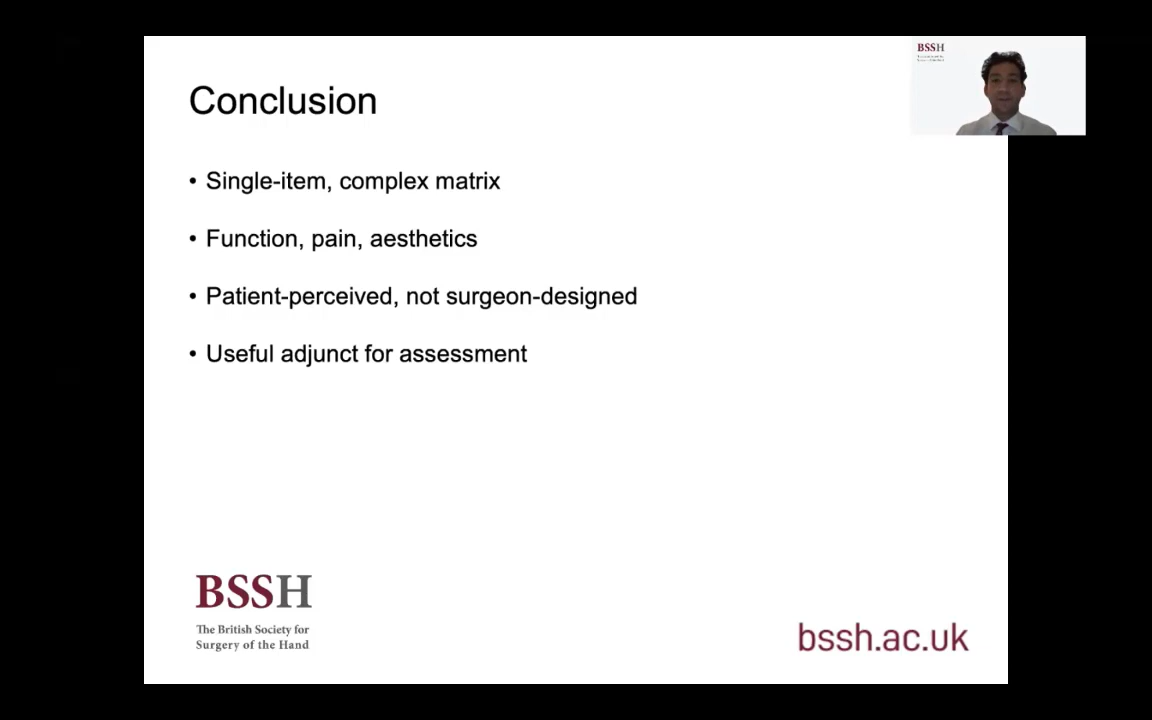 Conclusion
BSSH
• Single-item, complex matrix
• Function, pain, aesthetics
• Patient-perceived, not surgeon-designed
• Useful adjunct for assessment
BSSH
The British Society for
Surgery of the Hand
bssh.ac.uk